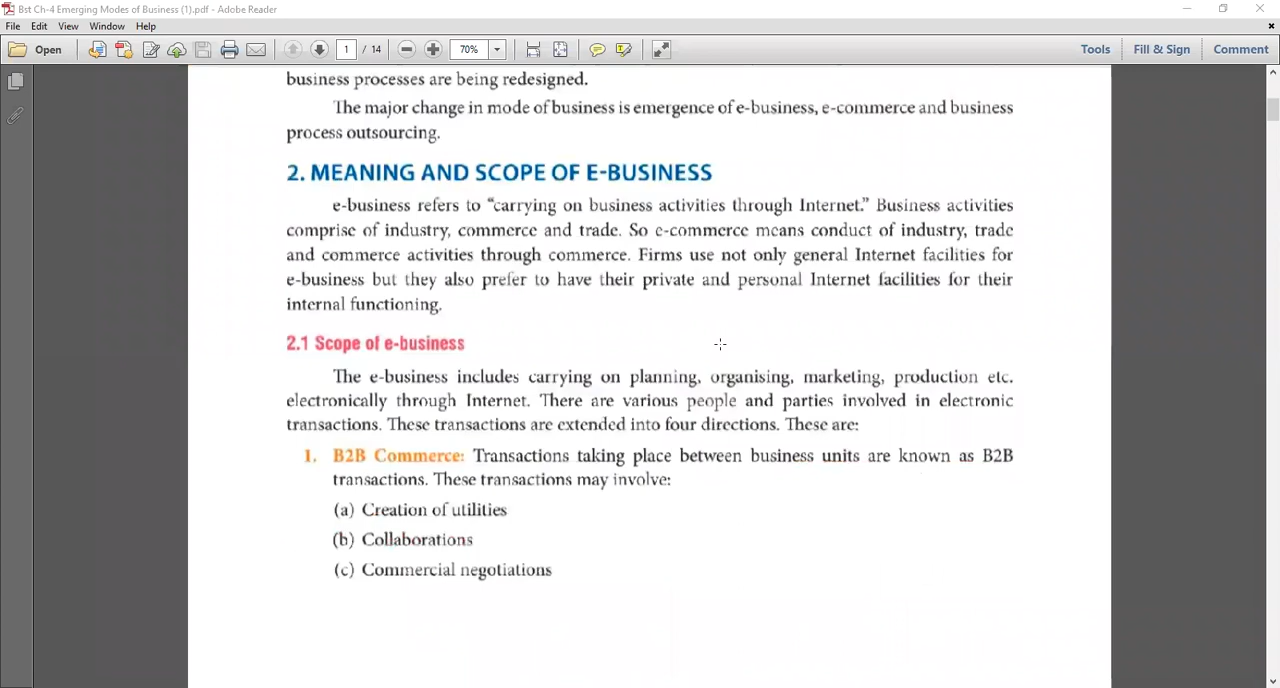 Bst Ch-4 Emerging Modes of Business (1).pdf - Adobe Reader
File Edit View Window Help
Open 1 / 14 70% Tools Fill & Sign Comment
business processes are being redesigned.
The major change in mode of business is emergence of e-business, e-commerce and business
process outsourcing.
2. MEANING AND SCOPE OF E-BUSINESS
e-business refers to “carrying on business activities through Internet.” Business activities
comprise of industry, commerce and trade. So e-commerce means conduct of industry, trade
and commerce activities through commerce. Firms use not only general Internet facilities for
e-business but they also prefer to have their private and personal Internet facilities for their
internal functioning.
2.1 Scope of e-business
The e-business includes carrying on planning, organising, marketing, production etc.
electronically through Internet. There are various people and parties involved in electronic
transactions. These transactions are extended into four directions. These are:
1. B2B Commerce: Transactions taking place between business units are known as B2B
transactions. These transactions may involve:
(a) Creation of utilities
(b) Collaborations
(c) Commercial negotiations